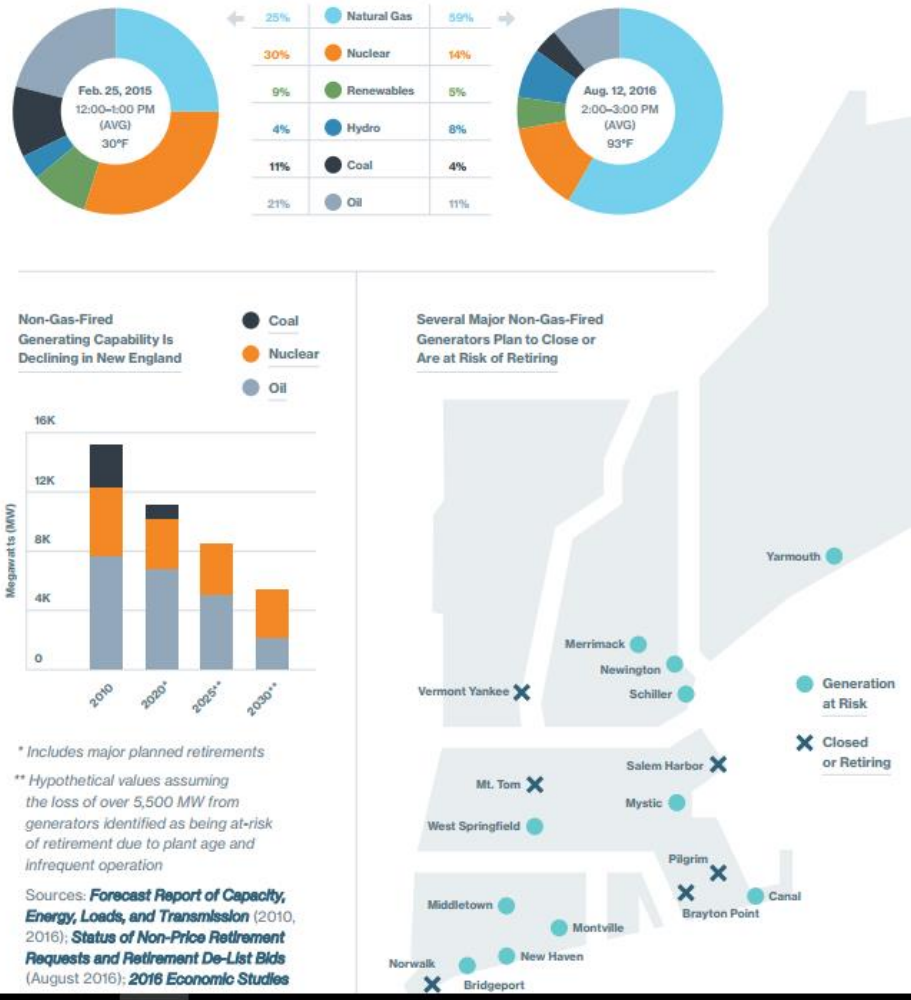 25% Natural Gas 59%
30% Nuclear 14%
9% Renewables 5%
4% Hydro 8%
11% Coal 4%
21% Oil 11%
Feb. 25, 2015
12:00–1:00 PM
(AVG)
30°F
Aug. 12, 2016
2:00–3:00 PM
(AVG)
93°F
Non-Gas-Fired
Generating Capability Is
Declining in New England
Coal
Nuclear
Oil
16K
12K
8K
4K
0
Megawatts (MW)
2010
2020*
2025**
2030**
* Includes major planned retirements
** Hypothetical values assuming
the loss of over 5,500 MW from
generators identified as being at-risk
of retirement due to plant age and
infrequent operation
Sources: Forecast Report of Capacity,
Energy, Loads, and Transmission (2010,
2016); Status of Non-Price Retirement
Requests and Retirement De-List Bids
(August 2016); 2016 Economic Studies
Several Major Non-Gas-Fired
Generators Plan to Close or
Are at Risk of Retiring
Yarmouth
Merrimack
Newington
Vermont Yankee
Schiller
Generation
at Risk
Closed
or Retiring
Salem Harbor
Mt. Tom
Mystic
West Springfield
Pilgrim
Canal
Brayton Point
Middletown
Montville
New Haven
Norwalk
Bridgeport